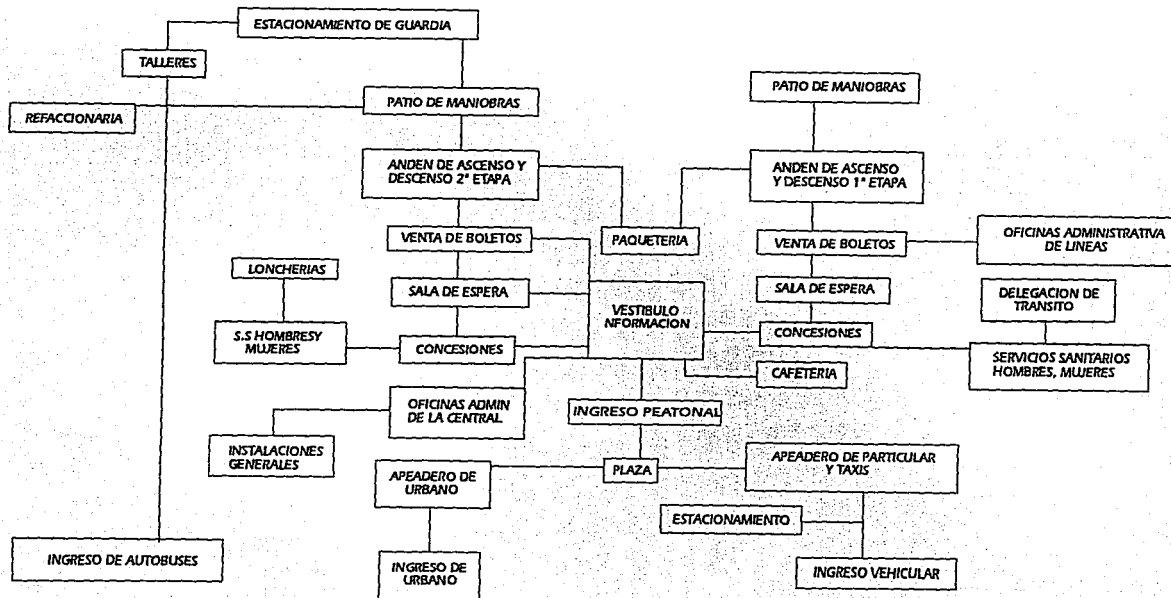 ESTACIONAMIENTO DE GUARDIA
TALLERES
PATIO DE MANIOBRAS
PATIO DE MANIOBRAS
REFACCIONARIA
ANDEN DE ASCENSO Y
DESCENSO 2ª ETAPA
ANDEN DE ASCENSO
Y DESCENSO 1ª ETAPA
VENTA DE BOLETOS
PAQUETERIA
VENTA DE BOLETOS
OFICINAS ADMINISTRATIVA
DE LINEAS
LONCHERIAS
SALA DE ESPERA
VESTIBULO
NFORMACION
SALA DE ESPERA
DELEGACION DE
TRANSITO
S.S HOMBRESY
MUJERES
CONCESIONES
CONCESIONES
SERVICIOS SANITARIOS
HOMBRES, MUJERES
CAFETERIA
OFICINAS ADMIN
DE LA CENTRAL
INGRESO PEATONAL
INSTALACIONES
GENERALES
APEADERO DE
URBANO
PLAZA
APEADERO DE PARTICULAR
Y TAXIS
ESTACIONAMIENTO
INGRESO DE AUTOBUSES
INGRESO DE
URBANO
INGRESO VEHICULAR